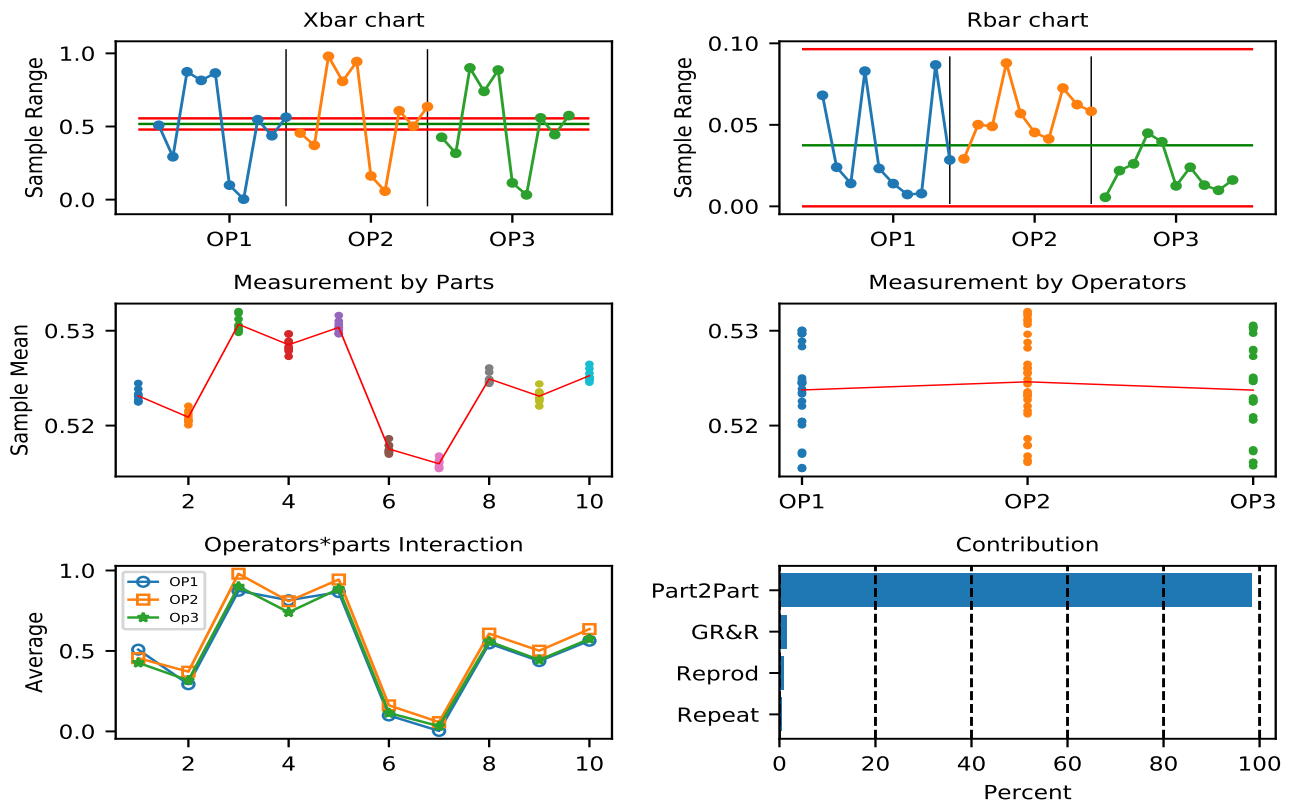 Xbar chart
Sample Range
1.0
0.5
0.0
OP1 OP2 OP3
Rbar chart
Sample Range
0.10
0.05
0.00
OP1 OP2 OP3
Measurement by Parts
Sample Mean
0.53
0.52
2 4 6 8 10
Measurement by Operators
0.53
0.52
OP1 OP2 OP3
Operators*parts Interaction
Average
1.0
0.5
0.0
OP1
OP2
Op3
2 4 6 8 10
Contribution
Part2Part
GR&R
Reprod
Repeat
0 20 40 60 80 100
Percent